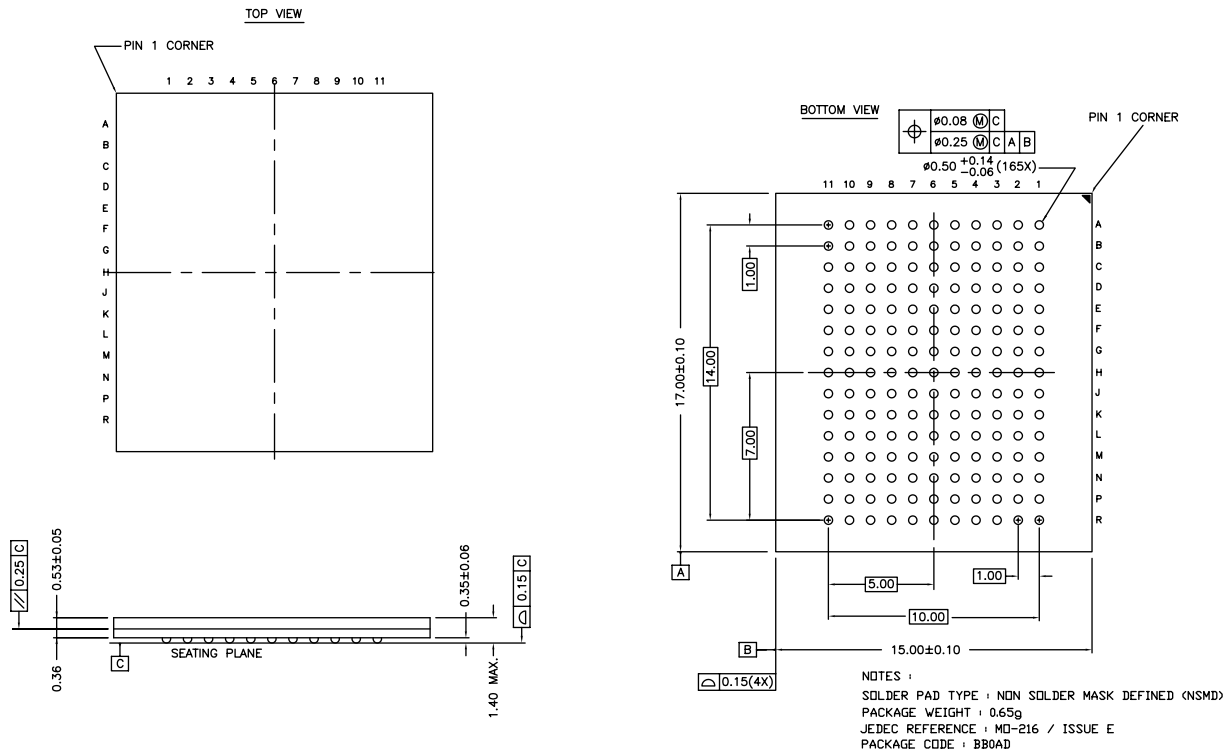 TOP VIEW
PIN 1 CORNER
1 2 3 4 5 6 7 8 9 10 11
A
B
C
D
E
F
G
H
J
K
L
M
N
P
R
BOTTOM VIEW
⌖ ø0.08 Ⓜ C
ø0.25 Ⓜ C A B
PIN 1 CORNER
ø0.50 +0.14 -0.06 (165X)
11 10 9 8 7 6 5 4 3 2 1
A
B
C
D
E
F
G
H
J
K
L
M
N
P
R
17.00±0.10
14.00
1.00
7.00
A
5.00
1.00
10.00
B
15.00±0.10
⌓ 0.15(4X)
// 0.25 C
0.53±0.05
0.36
C
SEATING PLANE
0.35±0.06
1.40 MAX.
⌓ 0.15 C
NOTES :
SOLDER PAD TYPE : NON SOLDER MASK DEFINED (NSMD)
PACKAGE WEIGHT : 0.65g
JEDEC REFERENCE : MO-216 / ISSUE E
PACKAGE CODE : BB0AD